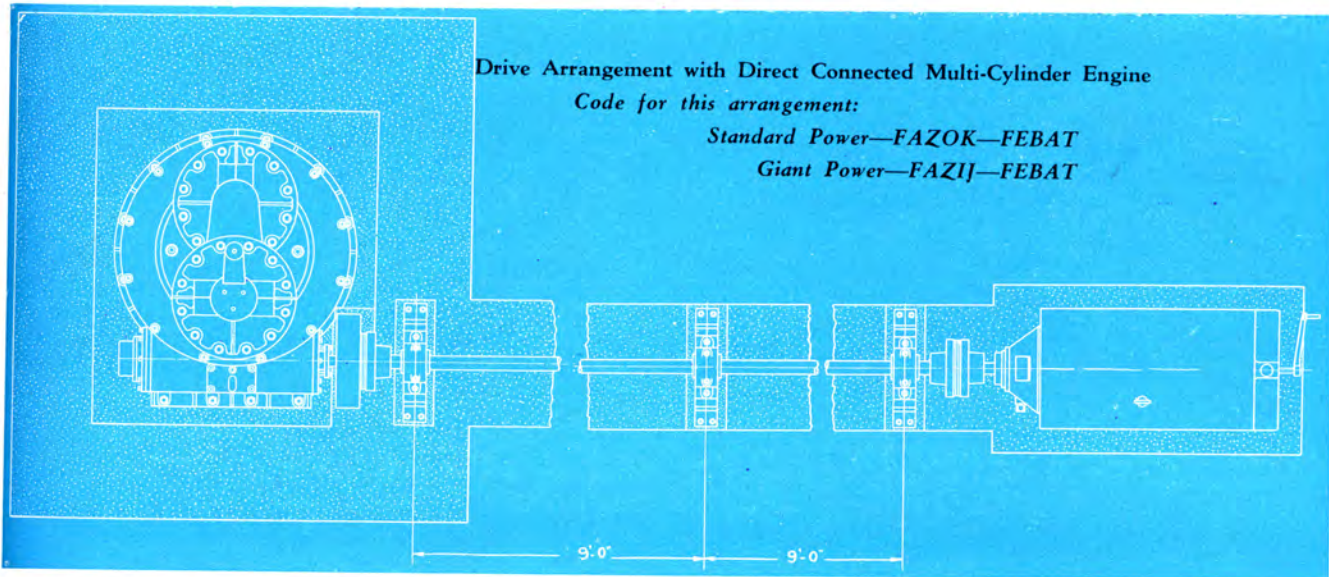 Drive Arrangement with Direct Connected Multi-Cylinder Engine
Code for this arrangement:
Standard Power—FAZOK—FEBAT
Giant Power—FAZIJ—FEBAT
9'-0" 9'-0"